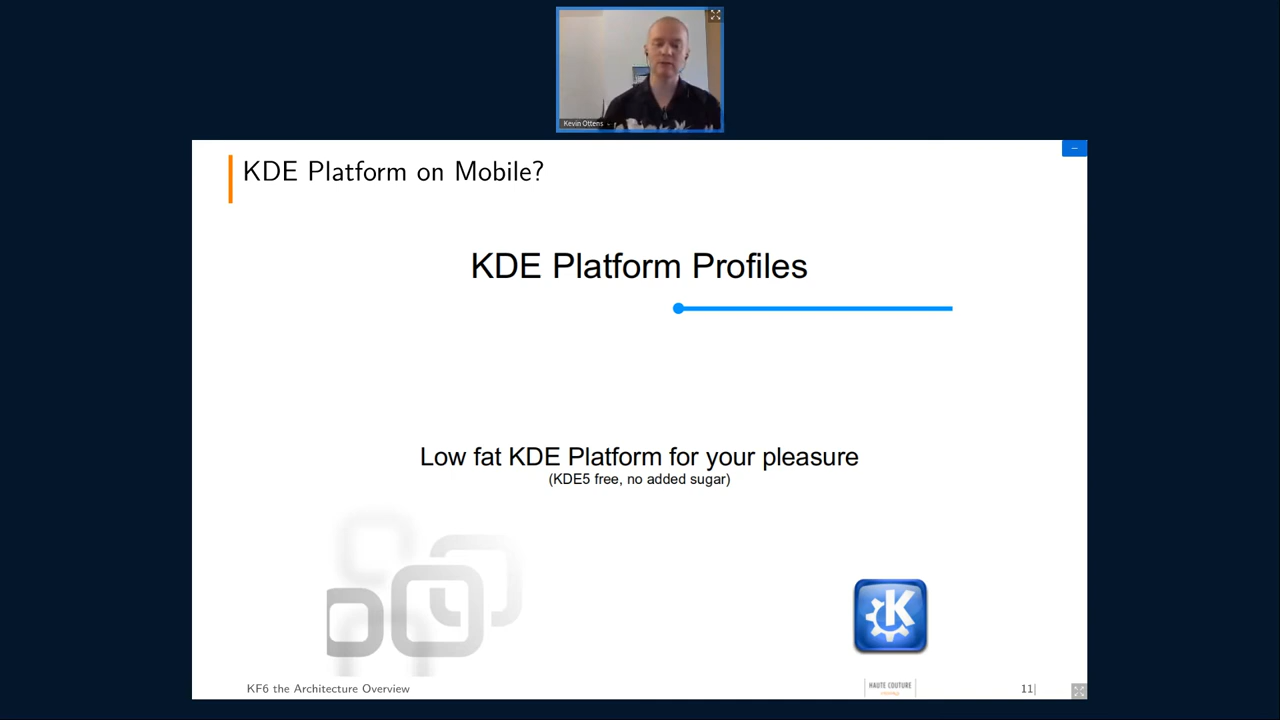 Kevin Ottens
KDE Platform on Mobile?
KDE Platform Profiles
Low fat KDE Platform for your pleasure
(KDE5 free, no added sugar)
KF6 the Architecture Overview
HAUTE COUTURE
11